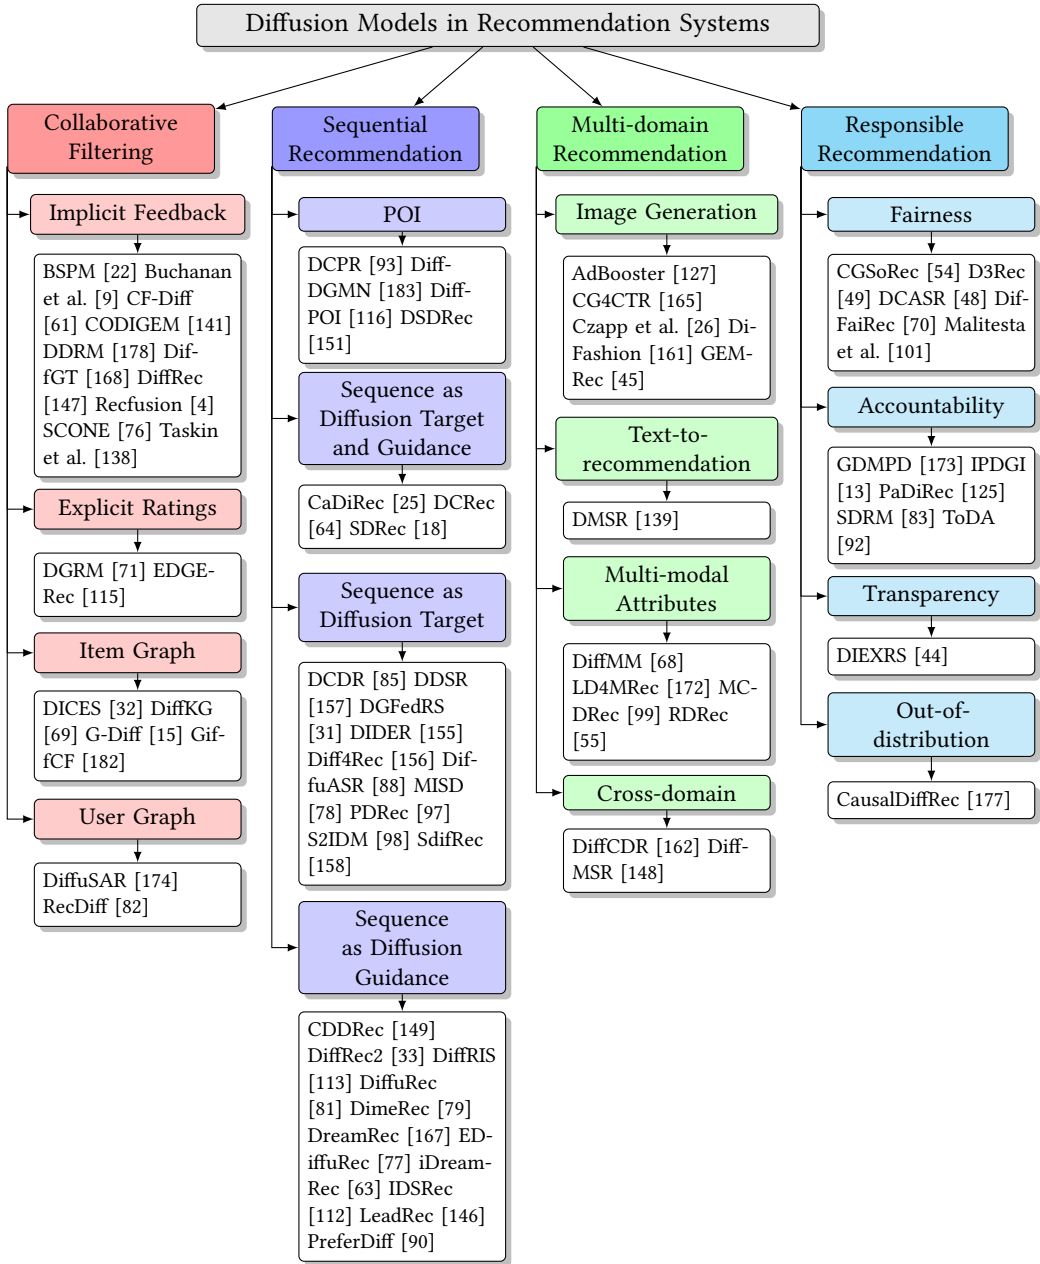 Diffusion Models in Recommendation Systems
Collaborative
Filtering
Implicit Feedback
BSPM [22] Buchanan
et al. [9] CF-Diff
[61] CODIGEM [141]
DDRM [178] Dif-
fGT [168] DiffRec
[147] Recfusion [4]
SCONE [76] Taskin
et al. [138]
Explicit Ratings
DGRM [71] EDGE-
Rec [115]
Item Graph
DICES [32] DiffKG
[69] G-Diff [15] Gif-
fCF [182]
User Graph
DiffuSAR [174]
RecDiff [82]
Sequential
Recommendation
POI
DCPR [93] Diff-
DGMN [183] Diff-
POI [116] DSDRec
[151]
Sequence as
Diffusion Target
and Guidance
CaDiRec [25] DCRec
[64] SDRec [18]
Sequence as
Diffusion Target
DCDR [85] DDSR
[157] DGFedRS
[31] DIDER [155]
Diff4Rec [156] Dif-
fuASR [88] MISD
[78] PDRec [97]
S2IDM [98] SdifRec
[158]
Sequence
as Diffusion
Guidance
CDDRec [149]
DiffRec2 [33] DiffRIS
[113] DiffuRec
[81] DimeRec [79]
DreamRec [167] ED-
iffuRec [77] iDream-
Rec [63] IDSRec
[112] LeadRec [146]
PreferDiff [90]
Multi-domain
Recommendation
Image Generation
AdBooster [127]
CG4CTR [165]
Czapp et al. [26] Di-
Fashion [161] GEM-
Rec [45]
Text-to-
recommendation
DMSR [139]
Multi-modal
Attributes
DiffMM [68]
LD4MRec [172] MC-
DRec [99] RDRec
[55]
Cross-domain
DiffCDR [162] Diff-
MSR [148]
Responsible
Recommendation
Fairness
CGSoRec [54] D3Rec
[49] DCASR [48] Dif-
FaiRec [70] Malitesta
et al. [101]
Accountability
GDMPD [173] IPDGI
[13] PaDiRec [125]
SDRM [83] ToDA
[92]
Transparency
DIEXRS [44]
Out-of-
distribution
CausalDiffRec [177]